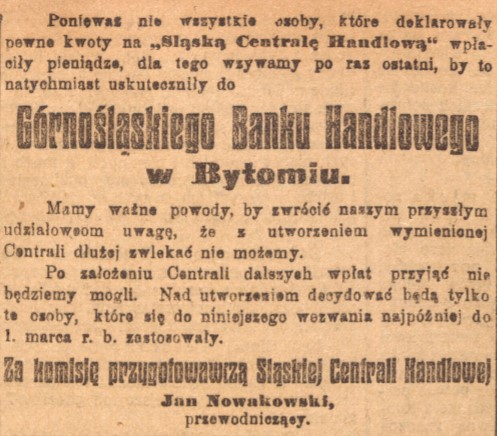 Ponieważ nie wszystkie osoby, które deklarowały
pewne kwoty na „Śląską Centralę Handlową“ wpła-
ciły pieniądze, dla tego wzywamy po raz ostatni, by to
natychmiast uskuteczniły do
Górnośląskiego Banku Handlowego
w Bytomiu.
Mamy ważne powody, by zwrócić naszym przyszłym
udziałowcom uwagę, że z utworzeniem wymienionej
Centrali dłużej zwlekać nie możemy.
Po założeniu Centrali dalszych wpłat przyjąć nie
będziemy mogli. Nad utworzeniem decydować będą tylko
te osoby, które się do niniejszego wezwania najpóźniej do
1. marca r. b. zastosowały.
Za komisję przygotowawczą Śląskiej Centrali Handlowej
Jan Nowakowski,
przewodniczący.